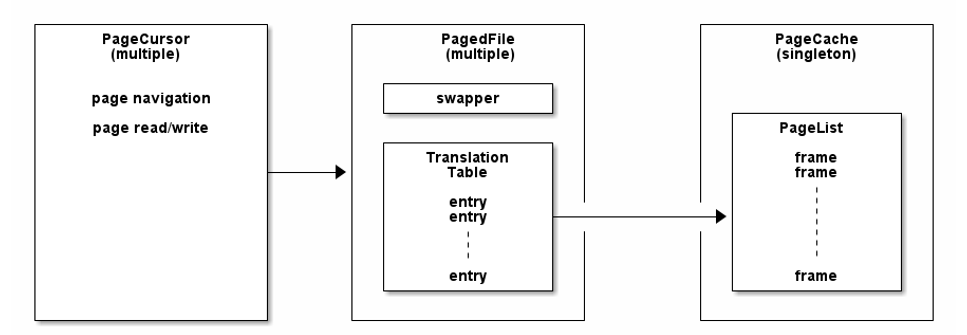 PageCursor
(multiple)
page navigation
page read/write
PagedFile
(multiple)
swapper
Translation
Table
entry
entry
entry
PageCache
(singleton)
PageList
frame
frame
frame